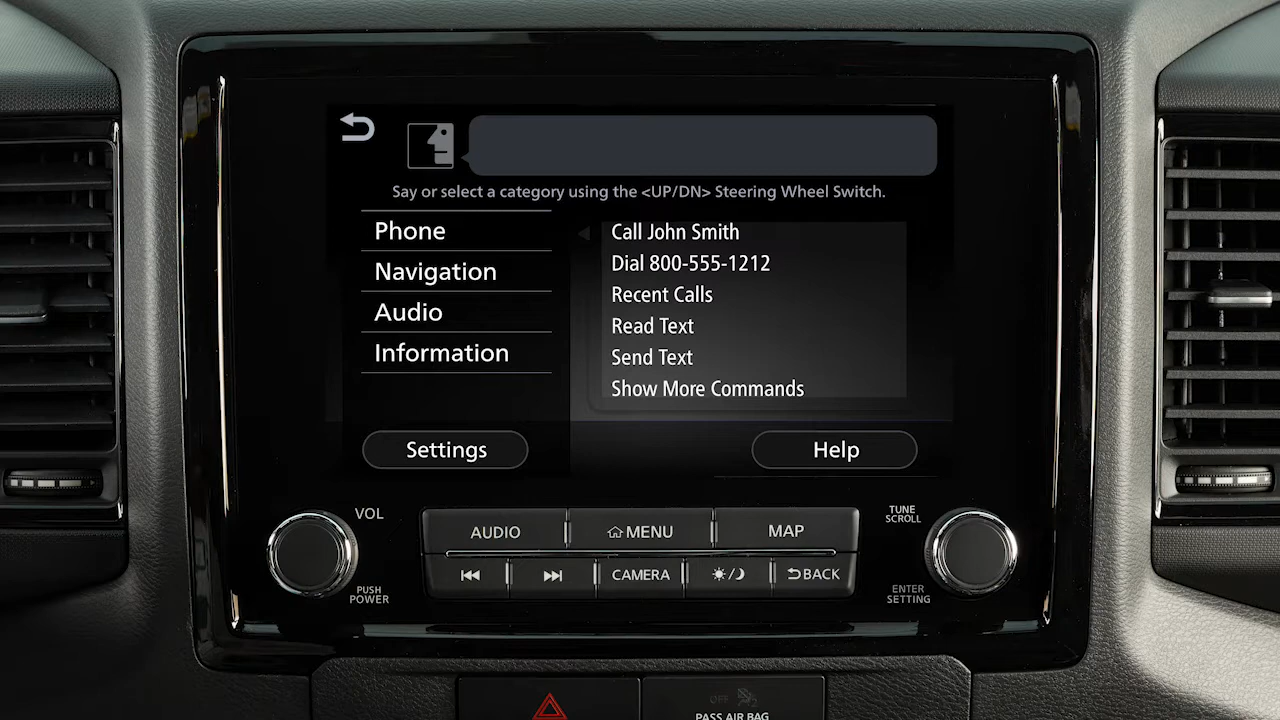 Say or select a category using the <UP/DN> Steering Wheel Switch.
Phone
Navigation
Audio
Information
Call John Smith
Dial 800-555-1212
Recent Calls
Read Text
Send Text
Show More Commands
Settings
Help
VOL
PUSH
POWER
AUDIO
MENU
MAP
CAMERA
BACK
TUNE
SCROLL
ENTER
SETTING
OFF
PASS AIR BAG